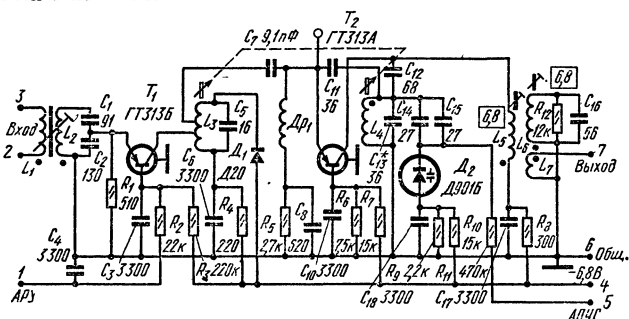 T₂
ГТ313А
C₇ 9,1пФ
C₁₂
68
T₁
ГТ313Б
C₁₁
36
6,8
R₁₂
12к
C₁₆
56
3
Вход
2
L₁
L₂
C₁
91
C₂
130
R₁
510
L₃
C₅
16
Д₁
Д20
Др₁
L₄
C₁₄
27
C₁₅
27
C₁₃*
36
6,8
L₅
L₆
L₇
7
Выход
C₆
3300
Д₂
Д901Б
C₄
3300
C₃ 3300
R₂
22к
R₃ 220к
R₄
220
R₅
2,7к
C₈
520
C₁₀ 3300
R₆
7,5к
R₇
15к
C₁₈ 3300
R₉ 2,2к
R₁₀
15к
R₁₁
470к
C₁₇ 3300
R₈
300
6
Общ.
-6,8В
1
АРУ
4
5
АПЧГ